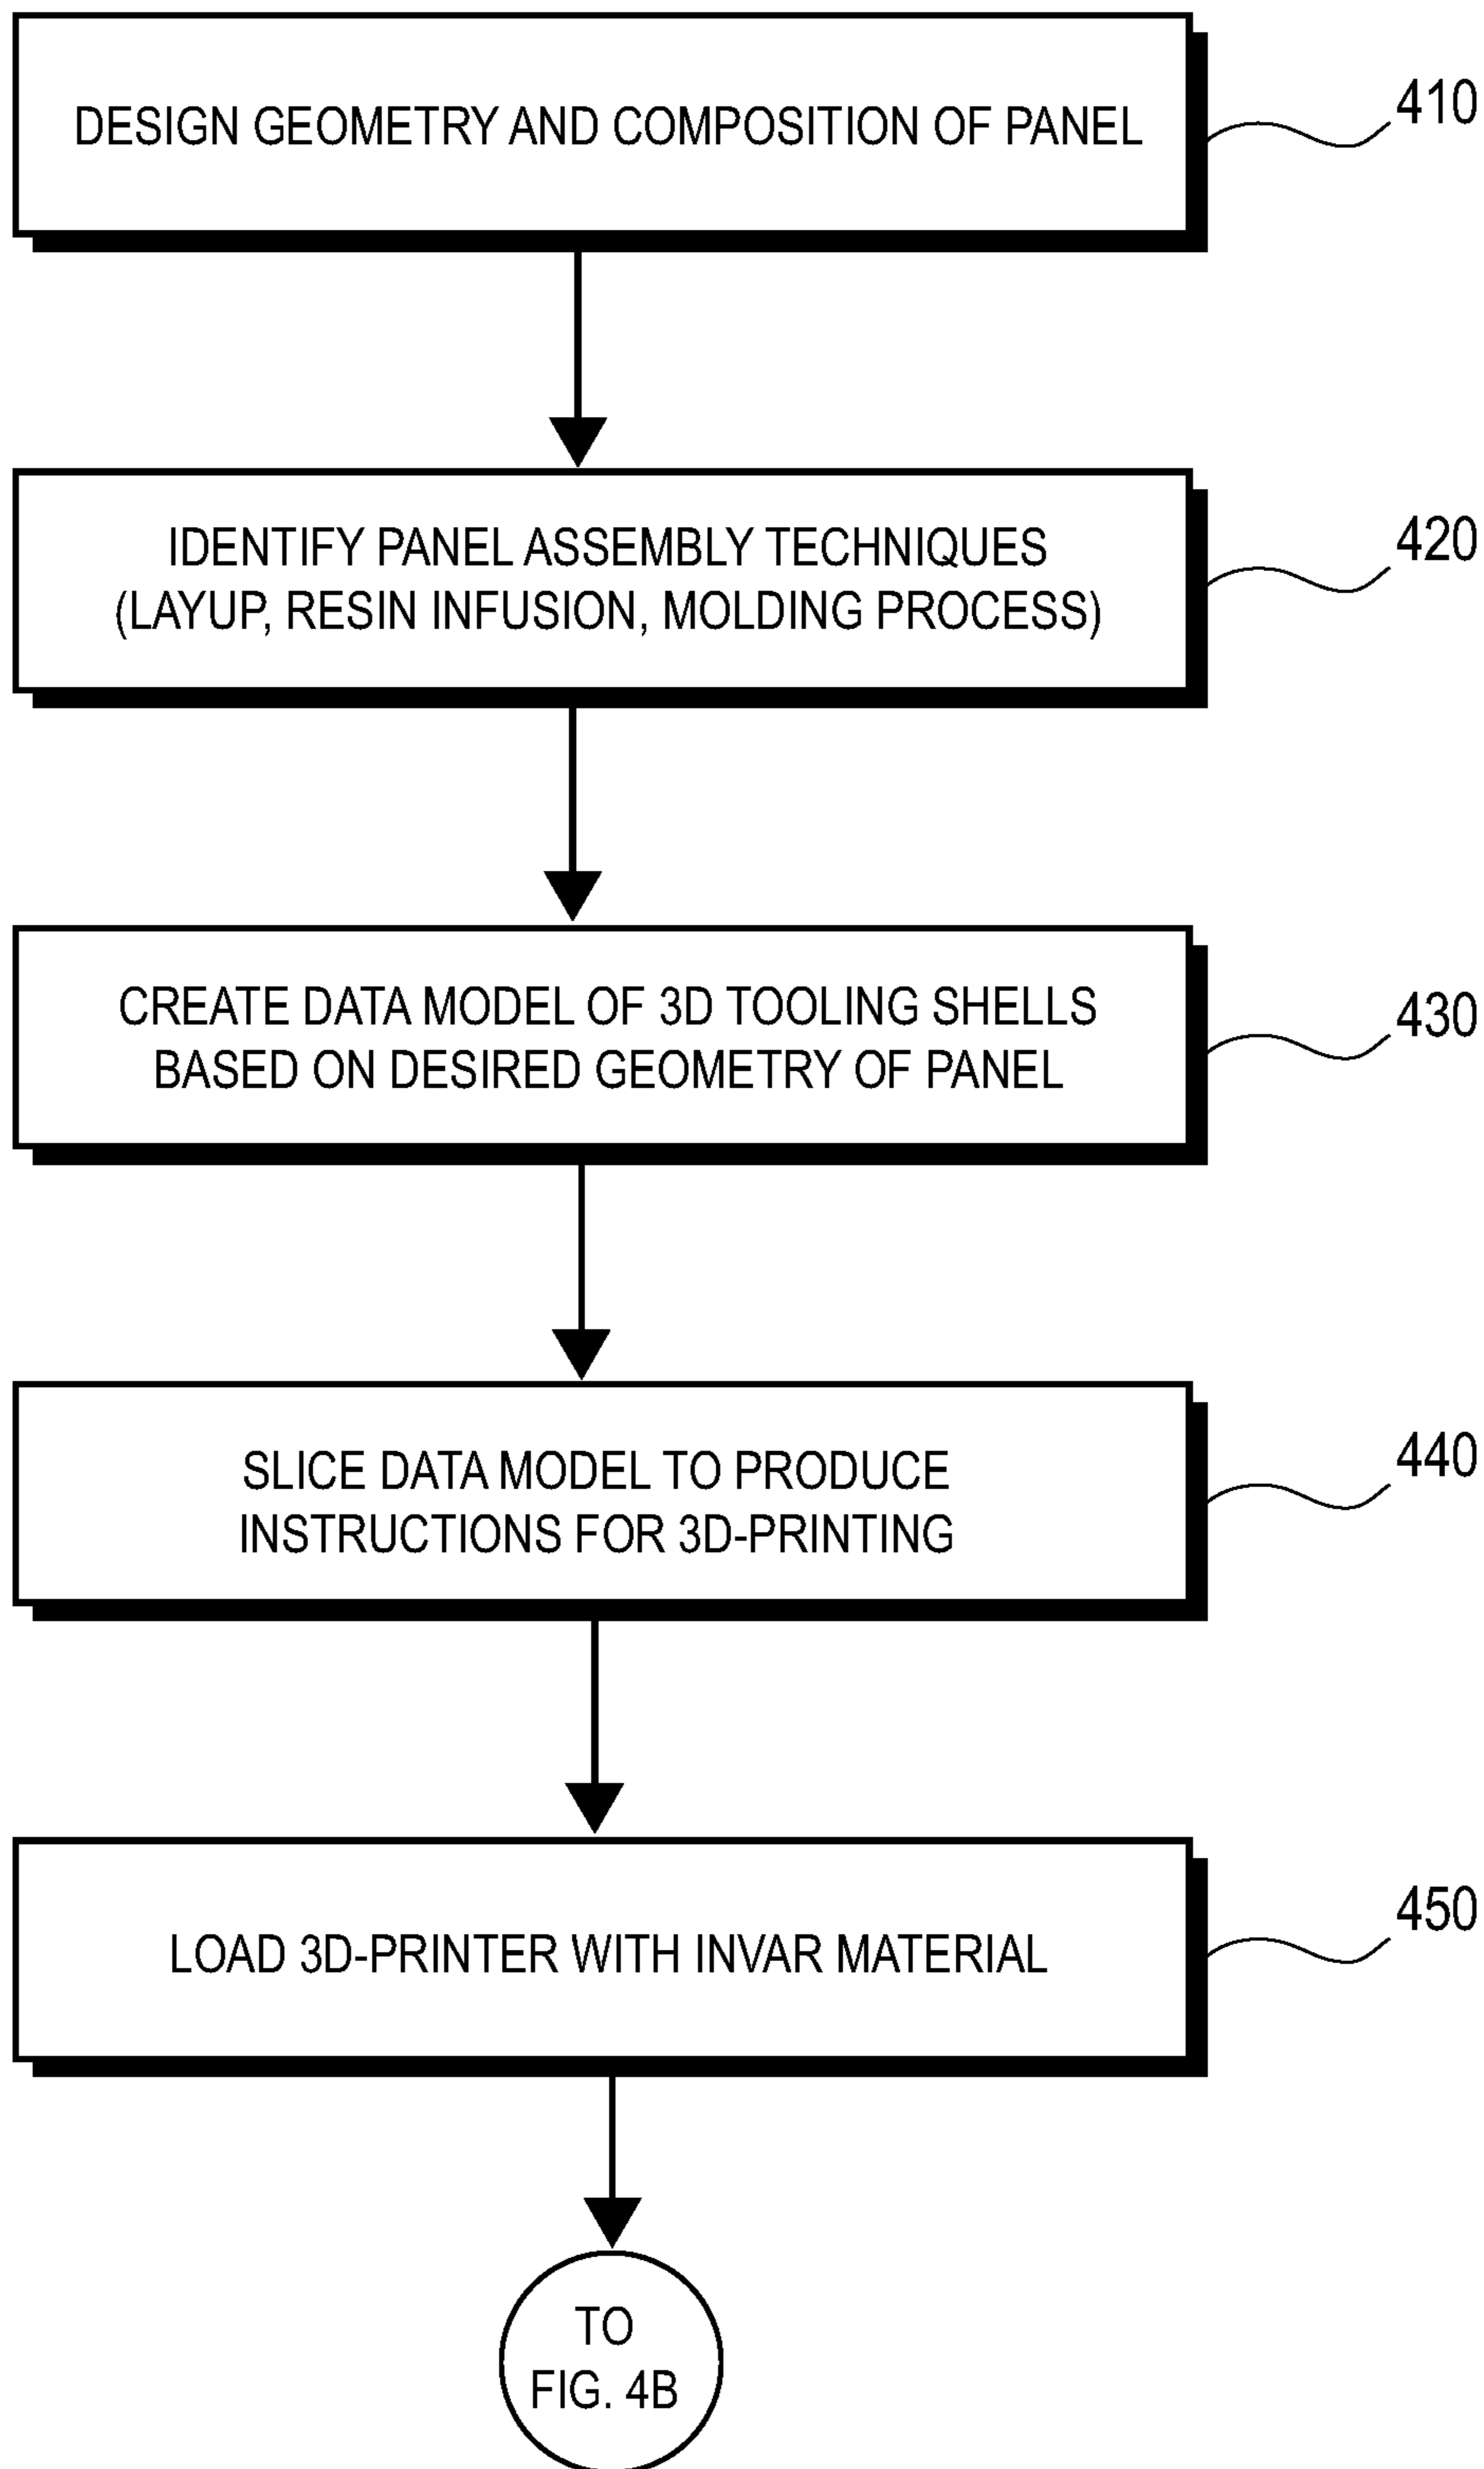 DESIGN GEOMETRY AND COMPOSITION OF PANEL
410
IDENTIFY PANEL ASSEMBLY TECHNIQUES
(LAYUP, RESIN INFUSION, MOLDING PROCESS)
420
CREATE DATA MODEL OF 3D TOOLING SHELLS
BASED ON DESIRED GEOMETRY OF PANEL
430
SLICE DATA MODEL TO PRODUCE
INSTRUCTIONS FOR 3D-PRINTING
440
LOAD 3D-PRINTER WITH INVAR MATERIAL
450
TO
FIG. 4B